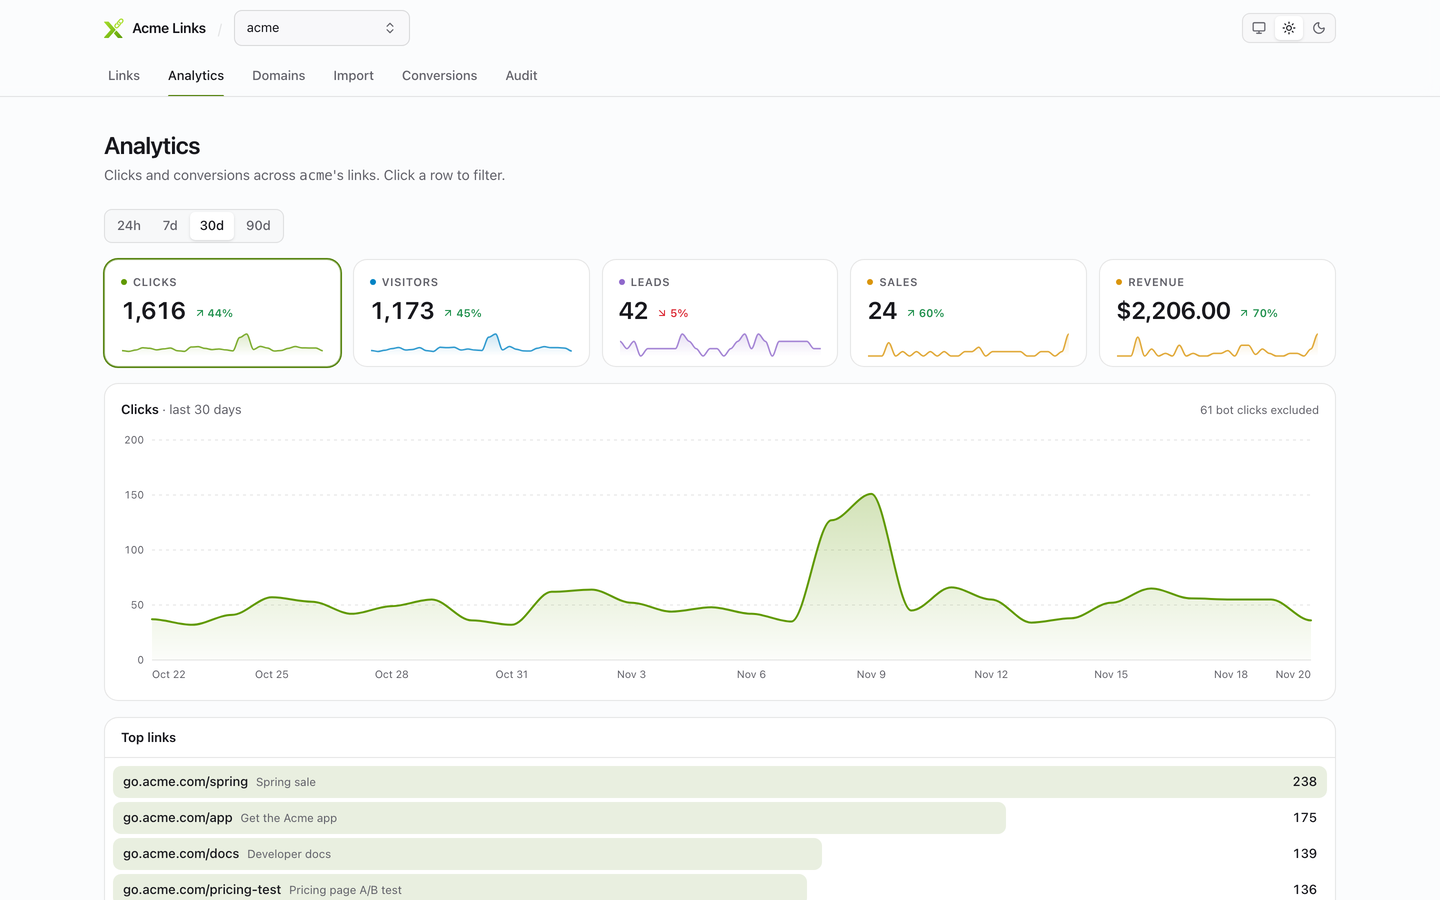 Acme Links / acme
Links Analytics Domains Import Conversions Audit
Analytics
Clicks and conversions across acme's links. Click a row to filter.
24h 7d 30d 90d
CLICKS
1,616 ↗ 44%
VISITORS
1,173 ↗ 45%
LEADS
42 ↘ 5%
SALES
24 ↗ 60%
REVENUE
$2,206.00 ↗ 70%
Clicks · last 30 days
61 bot clicks excluded
200
150
100
50
0
Oct 22 Oct 25 Oct 28 Oct 31 Nov 3 Nov 6 Nov 9 Nov 12 Nov 15 Nov 18 Nov 20
Top links
go.acme.com/spring Spring sale 238
go.acme.com/app Get the Acme app 175
go.acme.com/docs Developer docs 139
go.acme.com/pricing-test Pricing page A/B test 136